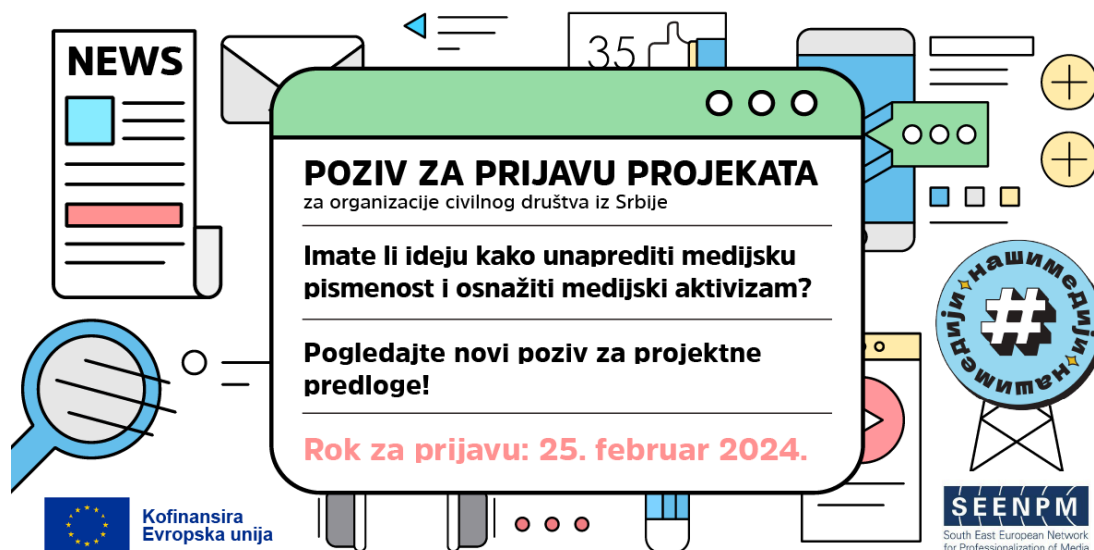 NEWS
35
POZIV ZA PRIJAVU PROJEKATA
za organizacije civilnog društva iz Srbije
Imate li ideju kako unaprediti medijsku
pismenost i osnažiti medijski aktivizam?
Pogledajte novi poziv za projektne
predloge!
Rok za prijavu: 25. februar 2024.
нашимедији
нашимедији
#
Kofinansira
Evropska unija
SEENPM
South East European Network
for Professionalization of Media